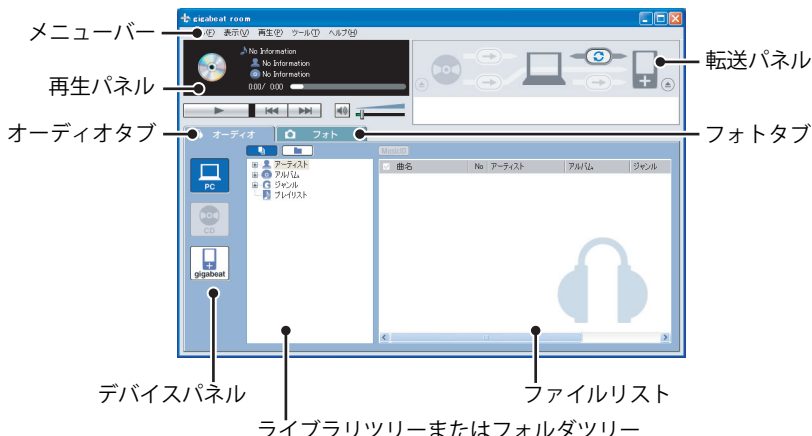 gigabeat room
メニューバー
(F) 表示(V) 再生(P) ツール(T) ヘルプ(H)
No Information
No Information
No Information
0:00/ 0:00
再生パネル
転送パネル
オーディオタブ
オーディオ
フォト
フォトタブ
MusicID
アーティスト
アルバム
ジャンル
プレイリスト
曲名 No アーティスト アルバム ジャンル
PC
CD
gigabeat
デバイスパネル
ファイルリスト
ライブラリツリーまたはフォルダツリー